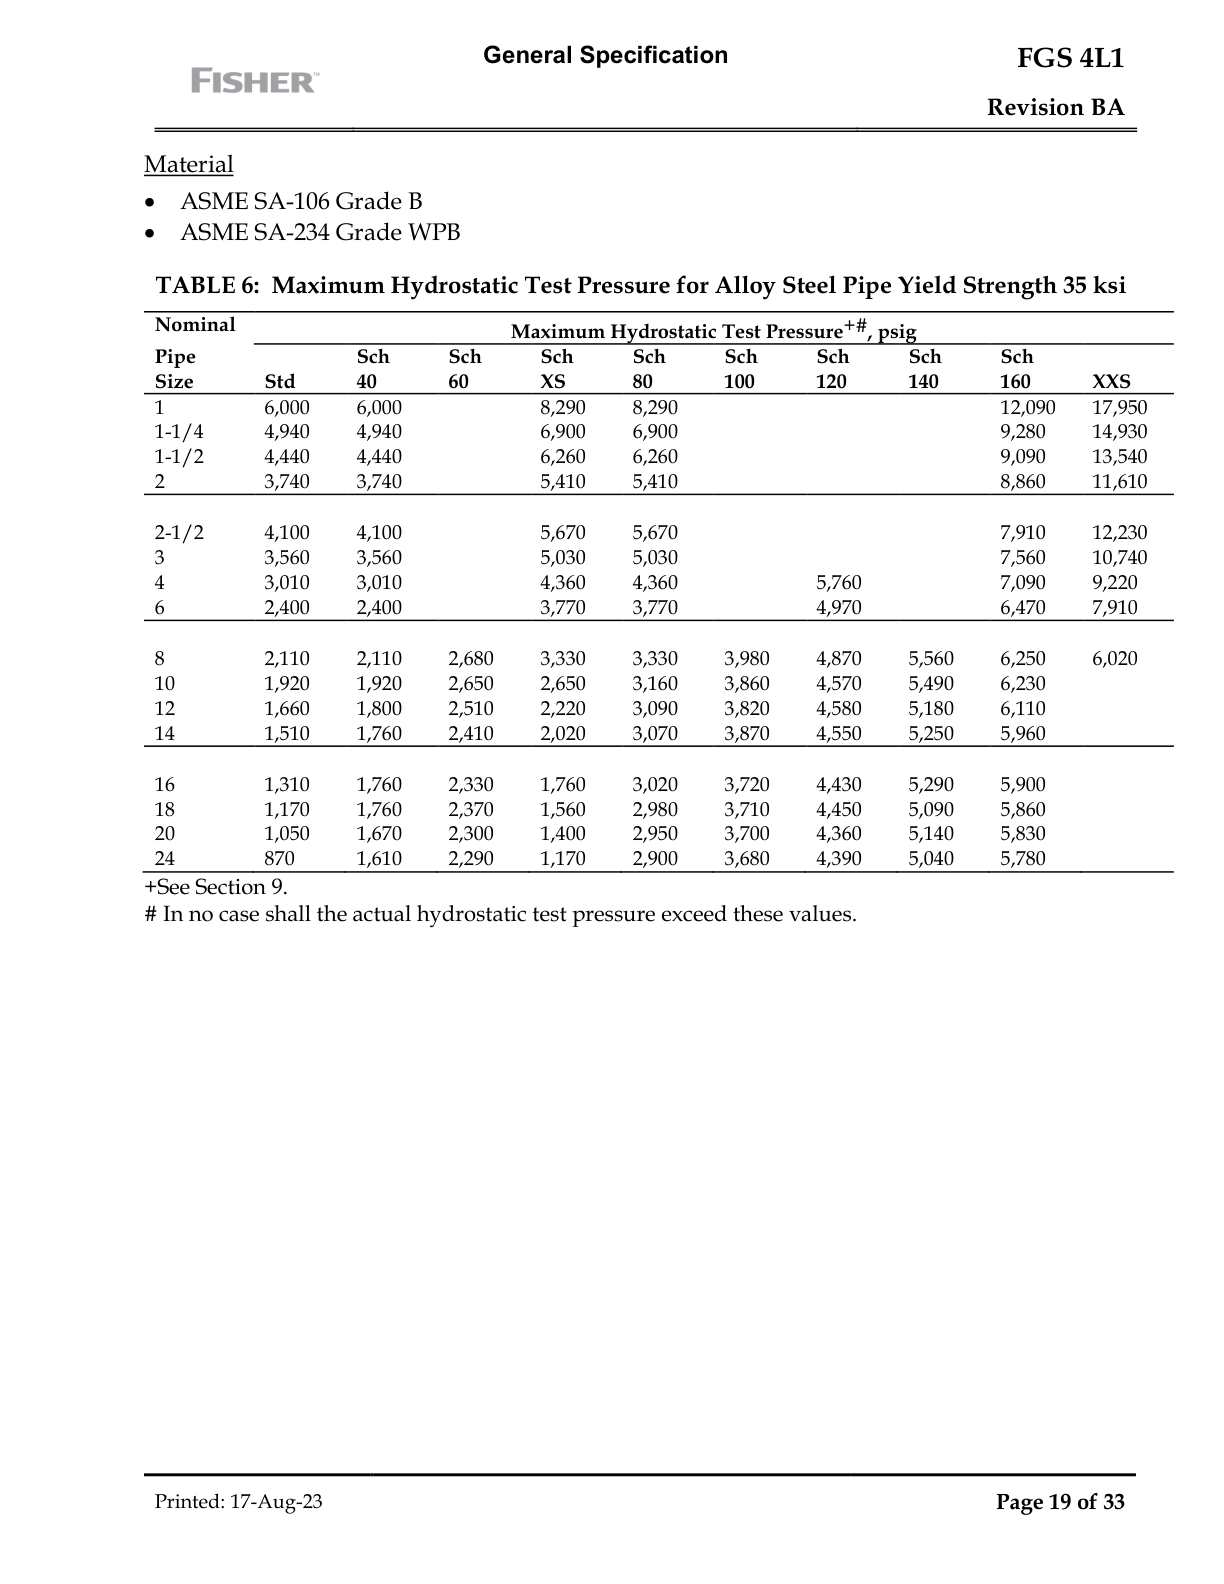 General Specification
FGS 4L1
FISHER™
Revision BA
Material
• ASME SA-106 Grade B
• ASME SA-234 Grade WPB
TABLE 6: Maximum Hydrostatic Test Pressure for Alloy Steel Pipe Yield Strength 35 ksi
Nominal Maximum Hydrostatic Test Pressure+#, psig
Pipe Sch Sch Sch Sch Sch Sch Sch Sch
Size Std 40 60 XS 80 100 120 140 160 XXS
1 6,000 6,000 8,290 8,290 12,090 17,950
1-1/4 4,940 4,940 6,900 6,900 9,280 14,930
1-1/2 4,440 4,440 6,260 6,260 9,090 13,540
2 3,740 3,740 5,410 5,410 8,860 11,610
2-1/2 4,100 4,100 5,670 5,670 7,910 12,230
3 3,560 3,560 5,030 5,030 7,560 10,740
4 3,010 3,010 4,360 4,360 5,760 7,090 9,220
6 2,400 2,400 3,770 3,770 4,970 6,470 7,910
8 2,110 2,110 2,680 3,330 3,330 3,980 4,870 5,560 6,250 6,020
10 1,920 1,920 2,650 2,650 3,160 3,860 4,570 5,490 6,230
12 1,660 1,800 2,510 2,220 3,090 3,820 4,580 5,180 6,110
14 1,510 1,760 2,410 2,020 3,070 3,870 4,550 5,250 5,960
16 1,310 1,760 2,330 1,760 3,020 3,720 4,430 5,290 5,900
18 1,170 1,760 2,370 1,560 2,980 3,710 4,450 5,090 5,860
20 1,050 1,670 2,300 1,400 2,950 3,700 4,360 5,140 5,830
24 870 1,610 2,290 1,170 2,900 3,680 4,390 5,040 5,780
+See Section 9.
# In no case shall the actual hydrostatic test pressure exceed these values.
Printed: 17-Aug-23 Page 19 of 33